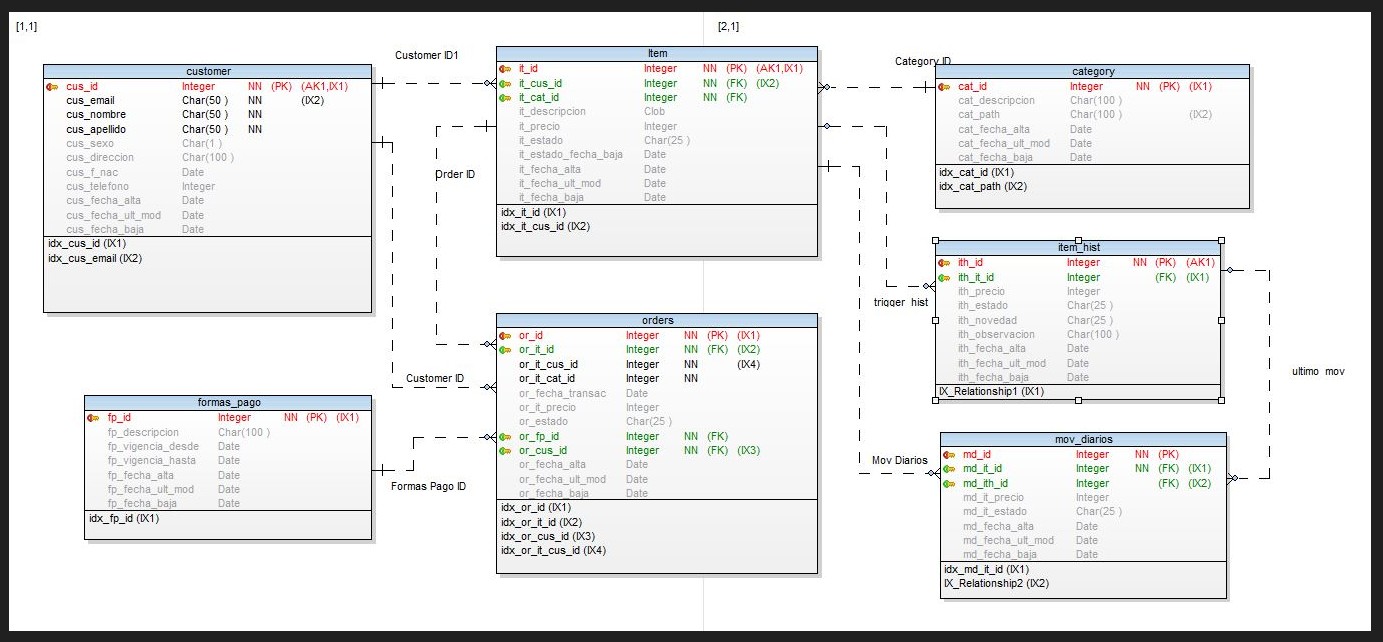 [1,1]
[2,1]
Customer ID1
Category ID
Order ID
trigger_hist
Customer ID
Formas Pago ID
Mov Diarios
ultimo mov
customer
cus_id Integer NN (PK) (AK1,IX1)
cus_email Char(50 ) NN (IX2)
cus_nombre Char(50 ) NN
cus_apellido Char(50 ) NN
cus_sexo Char(1 )
cus_direccion Char(100 )
cus_f_nac Date
cus_telefono Integer
cus_fecha_alta Date
cus_fecha_ult_mod Date
cus_fecha_baja Date
idx_cus_id (IX1)
idx_cus_email (IX2)
Item
it_id Integer NN (PK) (AK1,IX1)
it_cus_id Integer NN (FK) (IX2)
it_cat_id Integer NN (FK)
it_descripcion Clob
it_precio Integer
it_estado Char(25 )
it_estado_fecha_baja Date
it_fecha_alta Date
it_fecha_ult_mod Date
it_fecha_baja Date
idx_it_id (IX1)
idx_it_cus_id (IX2)
category
cat_id Integer NN (PK) (IX1)
cat_descripcion Char(100 )
cat_path Char(100 ) (IX2)
cat_fecha_alta Date
cat_fecha_ult_mod Date
cat_fecha_baja Date
idx_cat_id (IX1)
idx_cat_path (IX2)
item_hist
ith_id Integer NN (PK) (AK1)
ith_it_id Integer (FK) (IX1)
ith_precio Integer
ith_estado Char(25 )
ith_novedad Char(25 )
ith_observacion Char(100 )
ith_fecha_alta Date
ith_fecha_ult_mod Date
ith_fecha_baja Date
IX_Relationship1 (IX1)
orders
or_id Integer NN (PK) (IX1)
or_it_id Integer NN (FK) (IX2)
or_it_cus_id Integer NN (IX4)
or_it_cat_id Integer NN
or_fecha_transac Date
or_it_precio Integer
or_estado Char(25 )
or_fp_id Integer NN (FK)
or_cus_id Integer NN (FK) (IX3)
or_fecha_alta Date
or_fecha_ult_mod Date
or_fecha_baja Date
idx_or_id (IX1)
idx_or_it_id (IX2)
idx_or_cus_id (IX3)
idx_or_it_cus_id (IX4)
formas_pago
fp_id Integer NN (PK) (IX1)
fp_descripcion Char(100 )
fp_vigencia_desde Date
fp_vigencia_hasta Date
fp_fecha_alta Date
fp_fecha_ult_mod Date
fp_fecha_baja Date
idx_fp_id (IX1)
mov_diarios
md_id Integer NN (PK)
md_it_id Integer NN (FK) (IX1)
md_ith_id Integer (FK) (IX2)
md_it_precio Integer
md_it_estado Char(25 )
md_fecha_alta Date
md_fecha_ult_mod Date
md_fecha_baja Date
idx_md_it_id (IX1)
IX_Relationship2 (IX2)